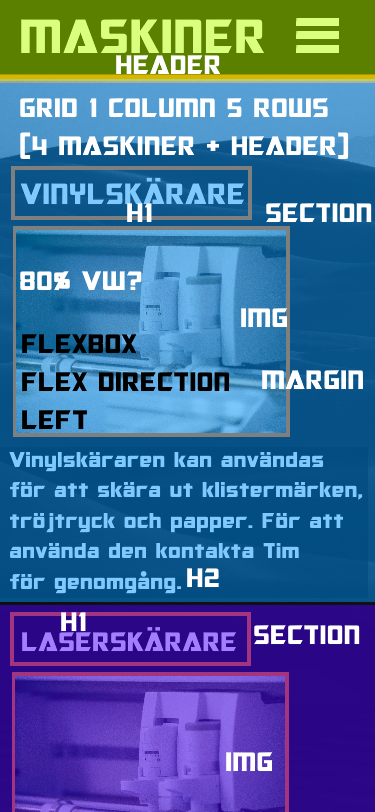 MASKINER
HEADER
GRID 1 COLUMN 5 ROWS
[4 MASKINER + HEADER]
VINYLSKÄRARE
H1
SECTION
80% VW?
IMG
FLEXBOX
FLEX DIRECTION
MARGIN
LEFT
Vinylskäraren kan användas
för att skära ut klistermärken,
tröjtryck och papper. För att
använda den kontakta Tim
för genomgång. H2
H1
LASERSKÄRARE
SECTION
IMG